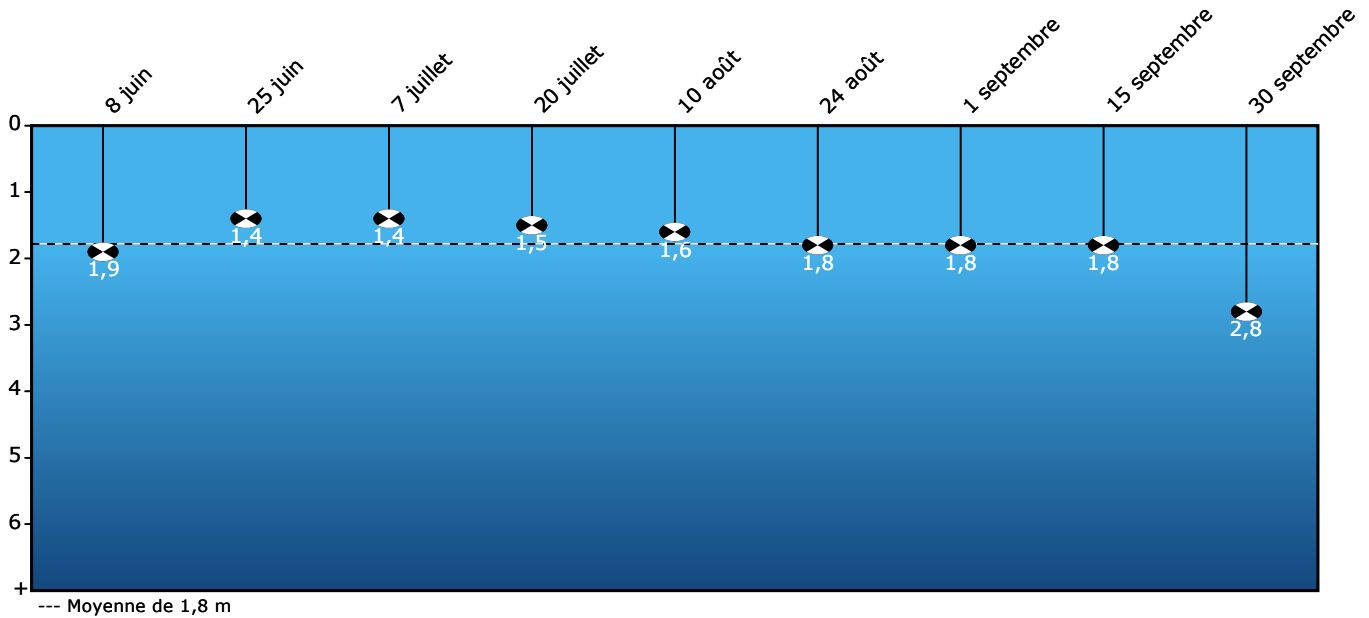 8 juin
25 juin
7 juillet
20 juillet
10 août
24 août
1 septembre
15 septembre
30 septembre
0
1
2
3
4
5
6
+
1,9
1,4
1,4
1,5
1,6
1,8
1,8
1,8
2,8
--- Moyenne de 1,8 m